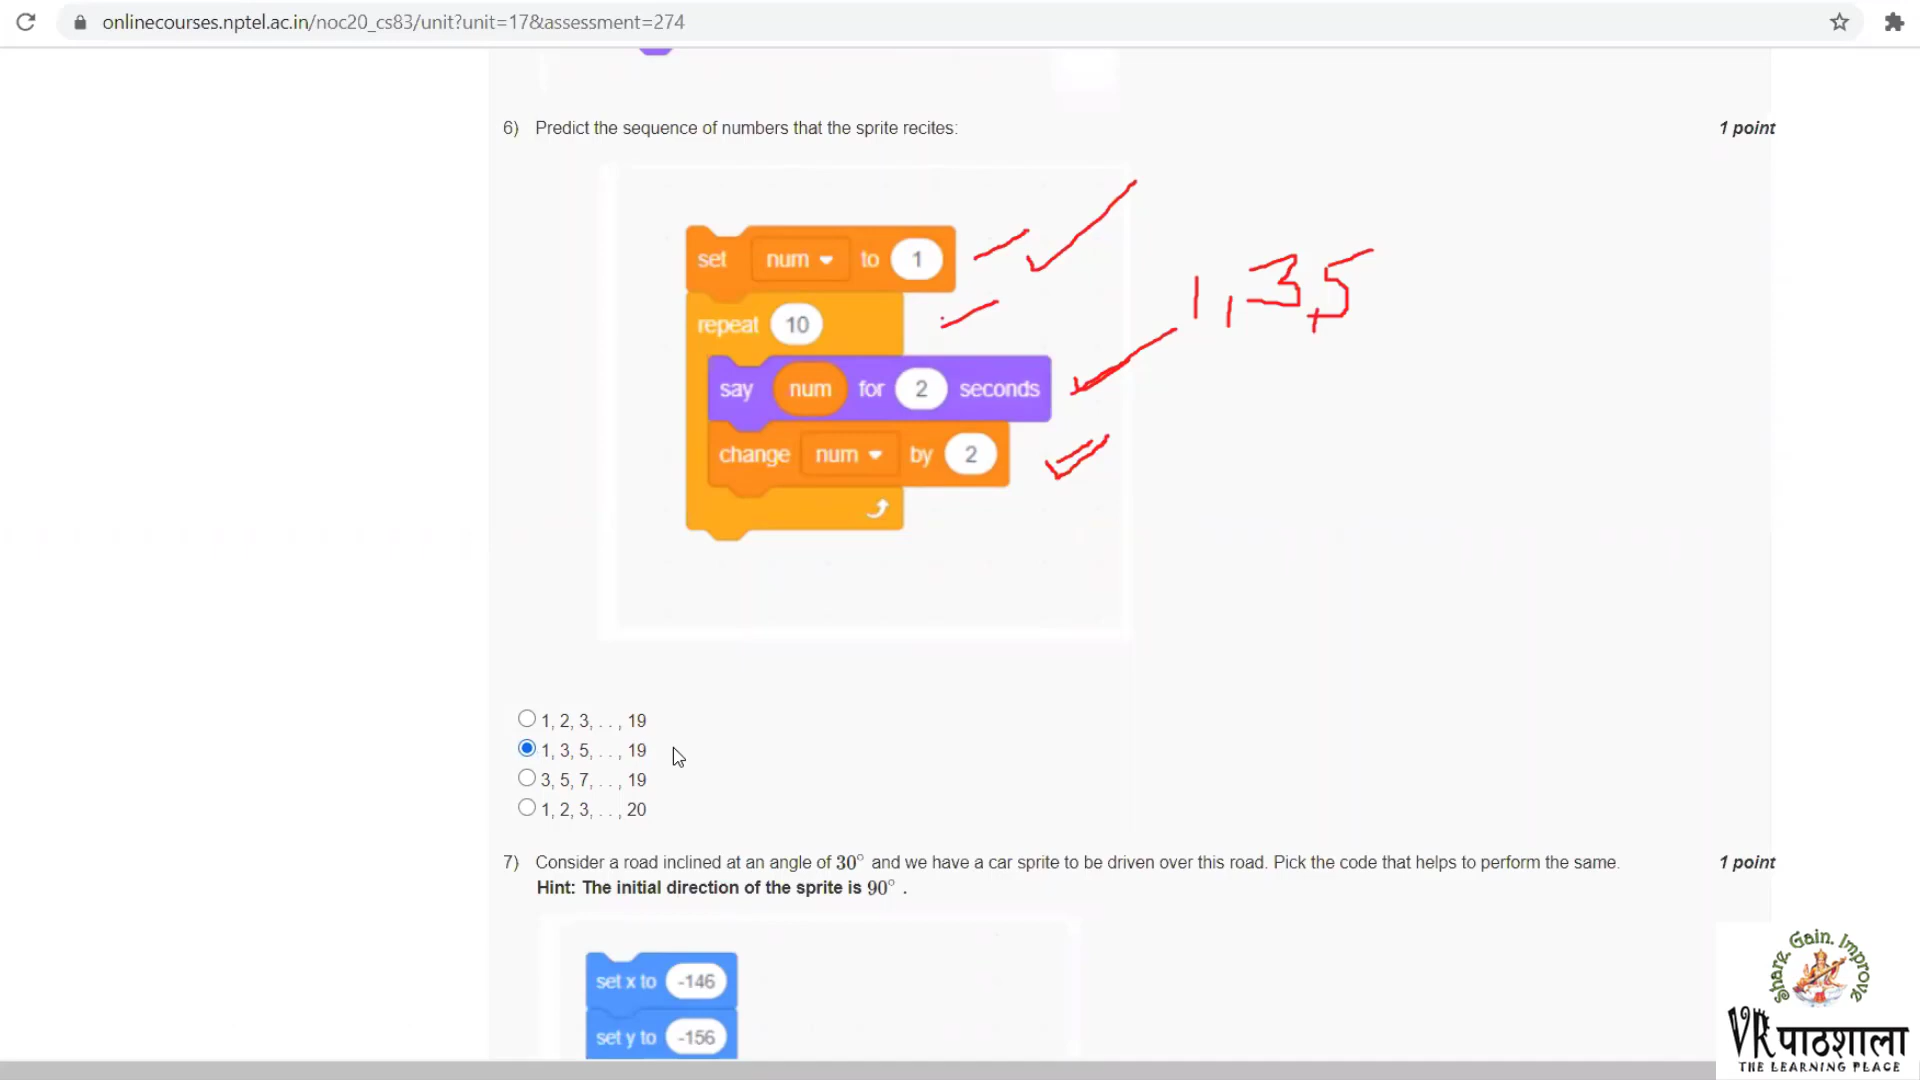 onlinecourses.nptel.ac.in/noc20_cs83/unit?unit=17&assessment=274
6) Predict the sequence of numbers that the sprite recites:
1 point
set num to 1
1, 3, 5
repeat 10
say num for 2 seconds
change num by 2
1, 2, 3, . . , 19
1, 3, 5, . . , 19
3, 5, 7, . . , 19
1, 2, 3, . . , 20
7) Consider a road inclined at an angle of 30° and we have a car sprite to be driven over this road. Pick the code that helps to perform the same.
1 point
Hint: The initial direction of the sprite is 90° .
set x to -146
set y to -156
Share. Gain. Improve
VR पाठशाला
THE LEARNING PLACE